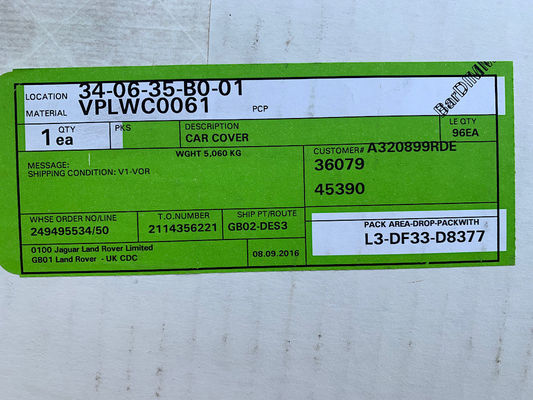 LOCATION 34-06-35-B0-01
MATERIAL VPLWC0061 PCP
QTY PKS DESCRIPTION LE QTY
1 ea CAR COVER 96EA
WGHT 5,060 KG
MESSAGE:
SHIPPING CONDITION: V1-VOR
CUSTOMER# A320899RDE
36079
45390
WHSE ORDER NO/LINE T.O.NUMBER SHIP PT/ROUTE
249495534/50 2114356221 GB02-DES3
PACK AREA-DROP-PACKWITH
L3-DF33-D8377
0100 Jaguar Land Rover Limited
GB01 Land Rover - UK CDC
08.09.2016